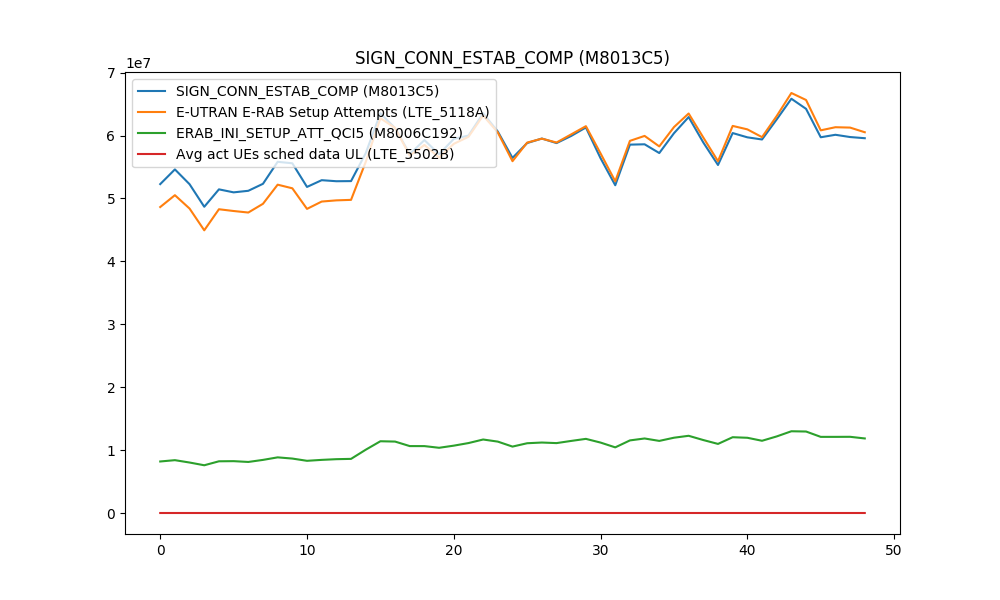 SIGN_CONN_ESTAB_COMP (M8013C5)
1e7
SIGN_CONN_ESTAB_COMP (M8013C5)
E-UTRAN E-RAB Setup Attempts (LTE_5118A)
ERAB_INI_SETUP_ATT_QCI5 (M8006C192)
Avg act UEs sched data UL (LTE_5502B)
7
6
5
4
3
2
1
0
0 10 20 30 40 50